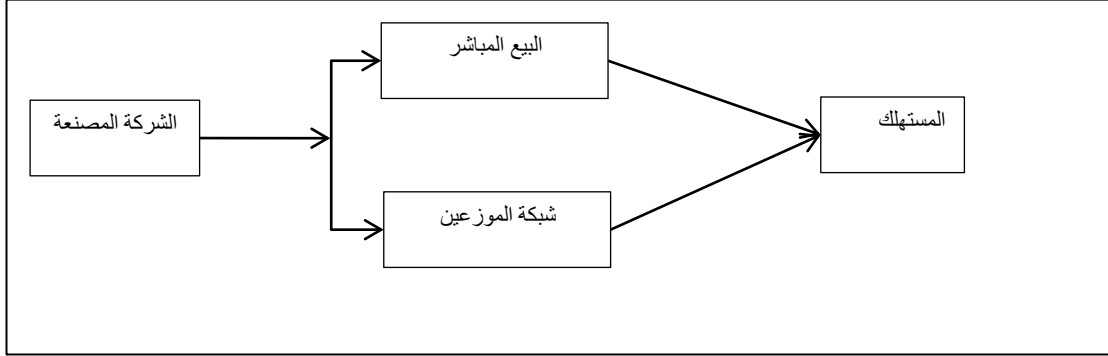 البيع المباشر
الشركة المصنعة
المستهلك
شبكة الموزعين